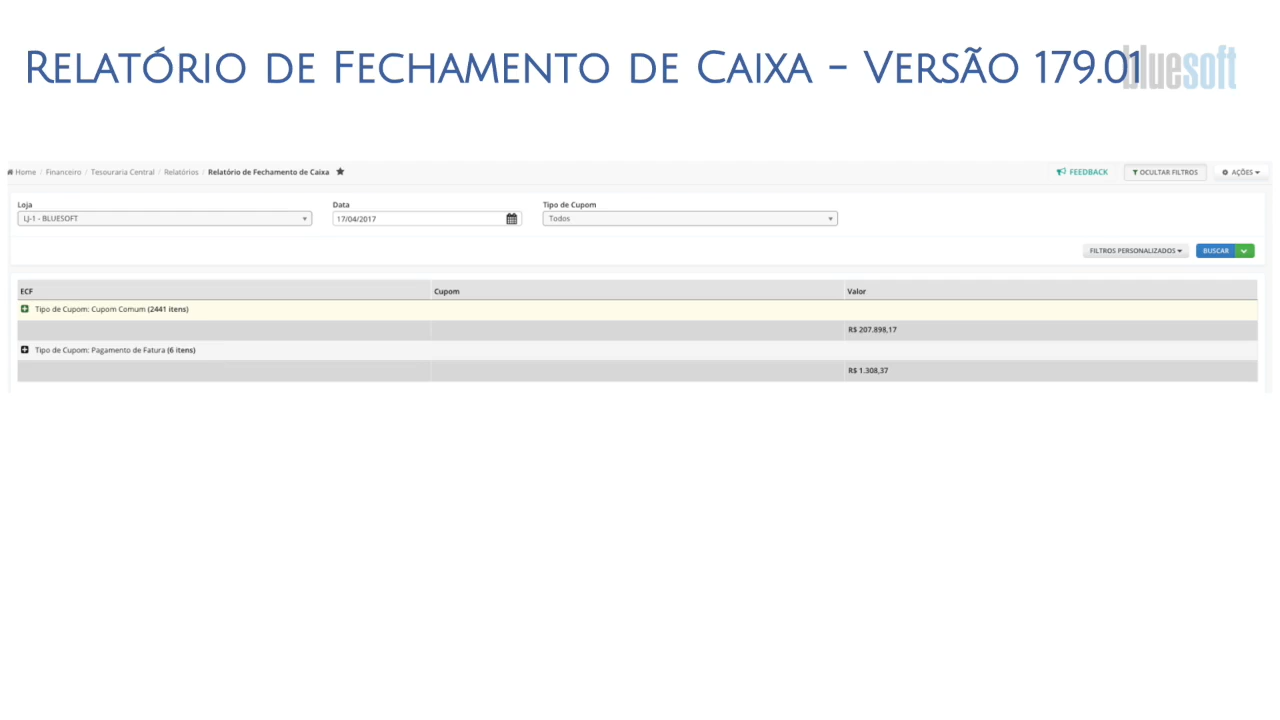 Relatório de Fechamento de Caixa - Versão 179.01
bluesoft
Home / Financeiro / Tesouraria Central / Relatórios / Relatório de Fechamento de Caixa
FEEDBACK
OCULTAR FILTROS
AÇÕES
Loja
Data
Tipo de Cupom
LJ-1 - BLUESOFT
17/04/2017
Todos
FILTROS PERSONALIZADOS
BUSCAR
ECF
Cupom
Valor
Tipo de Cupom: Cupom Comum (2441 itens)
R$ 207.898,17
Tipo de Cupom: Pagamento de Fatura (6 itens)
R$ 1.308,37